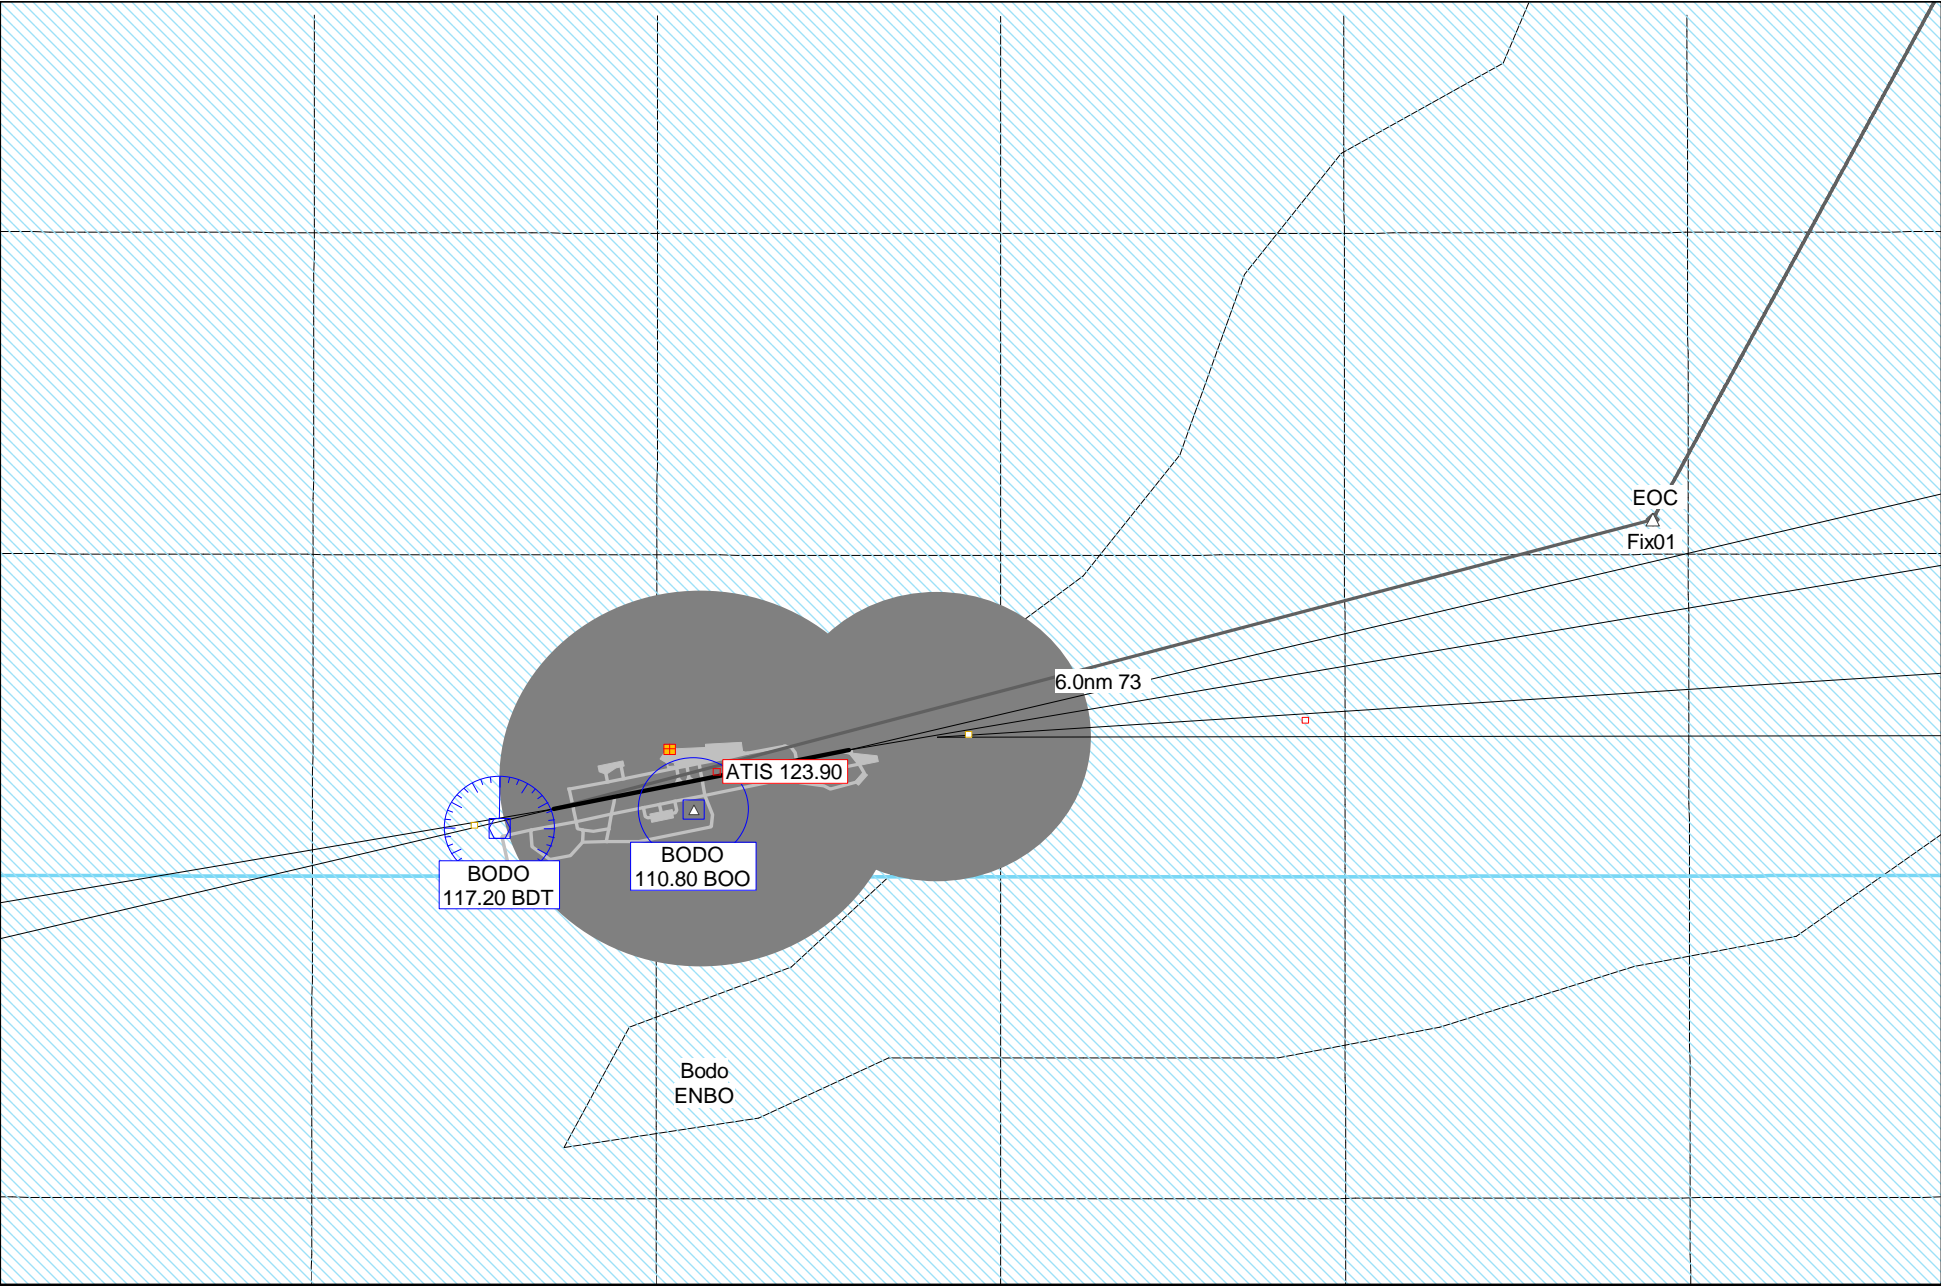 EOC
Fix01
6.0nm 73
ATIS 123.90
BODO
110.80 BOO
BODO
117.20 BDT
Bodo
ENBO